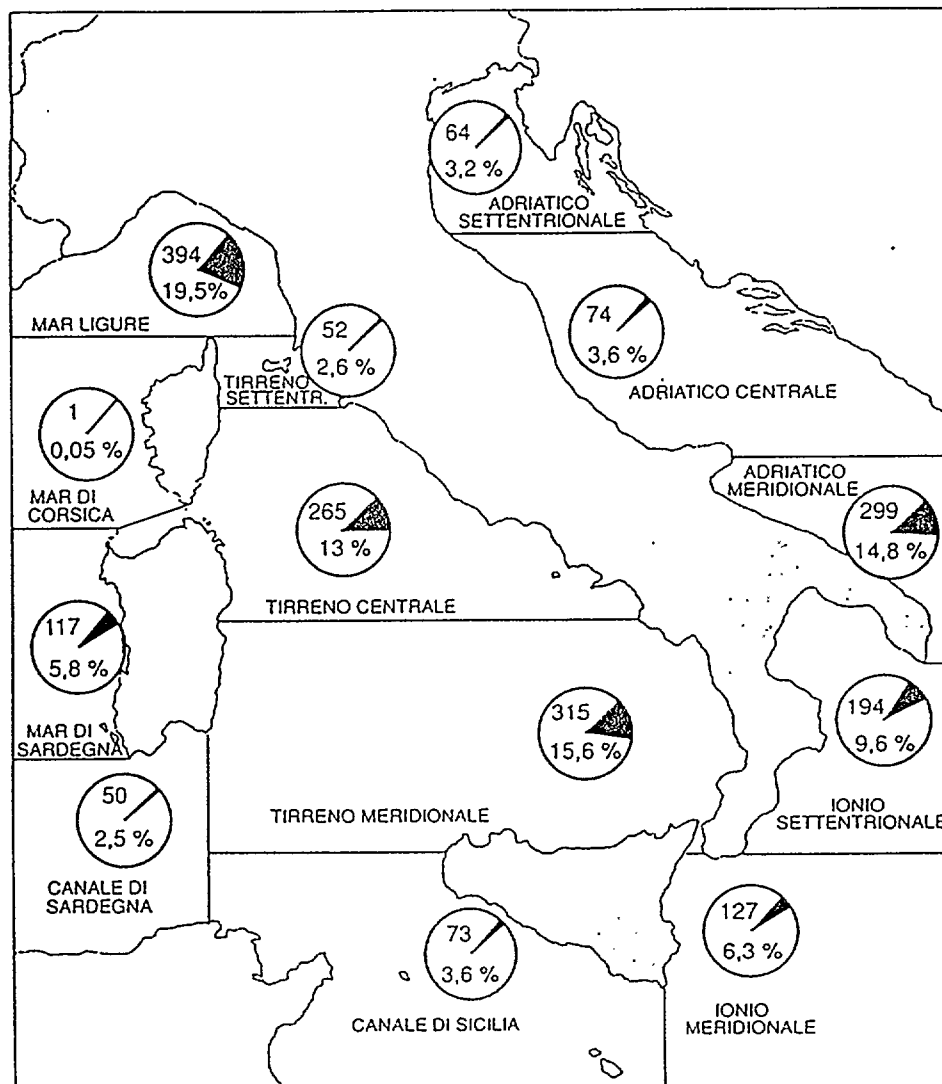 64
3,2 %
ADRIATICO
SETTENTRIONALE
394
19,5%
MAR LIGURE
52
2,6 %
TIRRENO
SETTENTR.
74
3,6 %
ADRIATICO CENTRALE
1
0,05 %
MAR DI
CORSICA
265
13 %
TIRRENO CENTRALE
ADRIATICO
MERIDIONALE
299
14,8 %
117
5,8 %
MAR DI
SARDEGNA
315
15,6 %
TIRRENO MERIDIONALE
194
9,6 %
IONIO
SETTENTRIONALE
50
2,5 %
CANALE DI
SARDEGNA
73
3,6 %
CANALE DI SICILIA
127
6,3 %
IONIO
MERIDIONALE